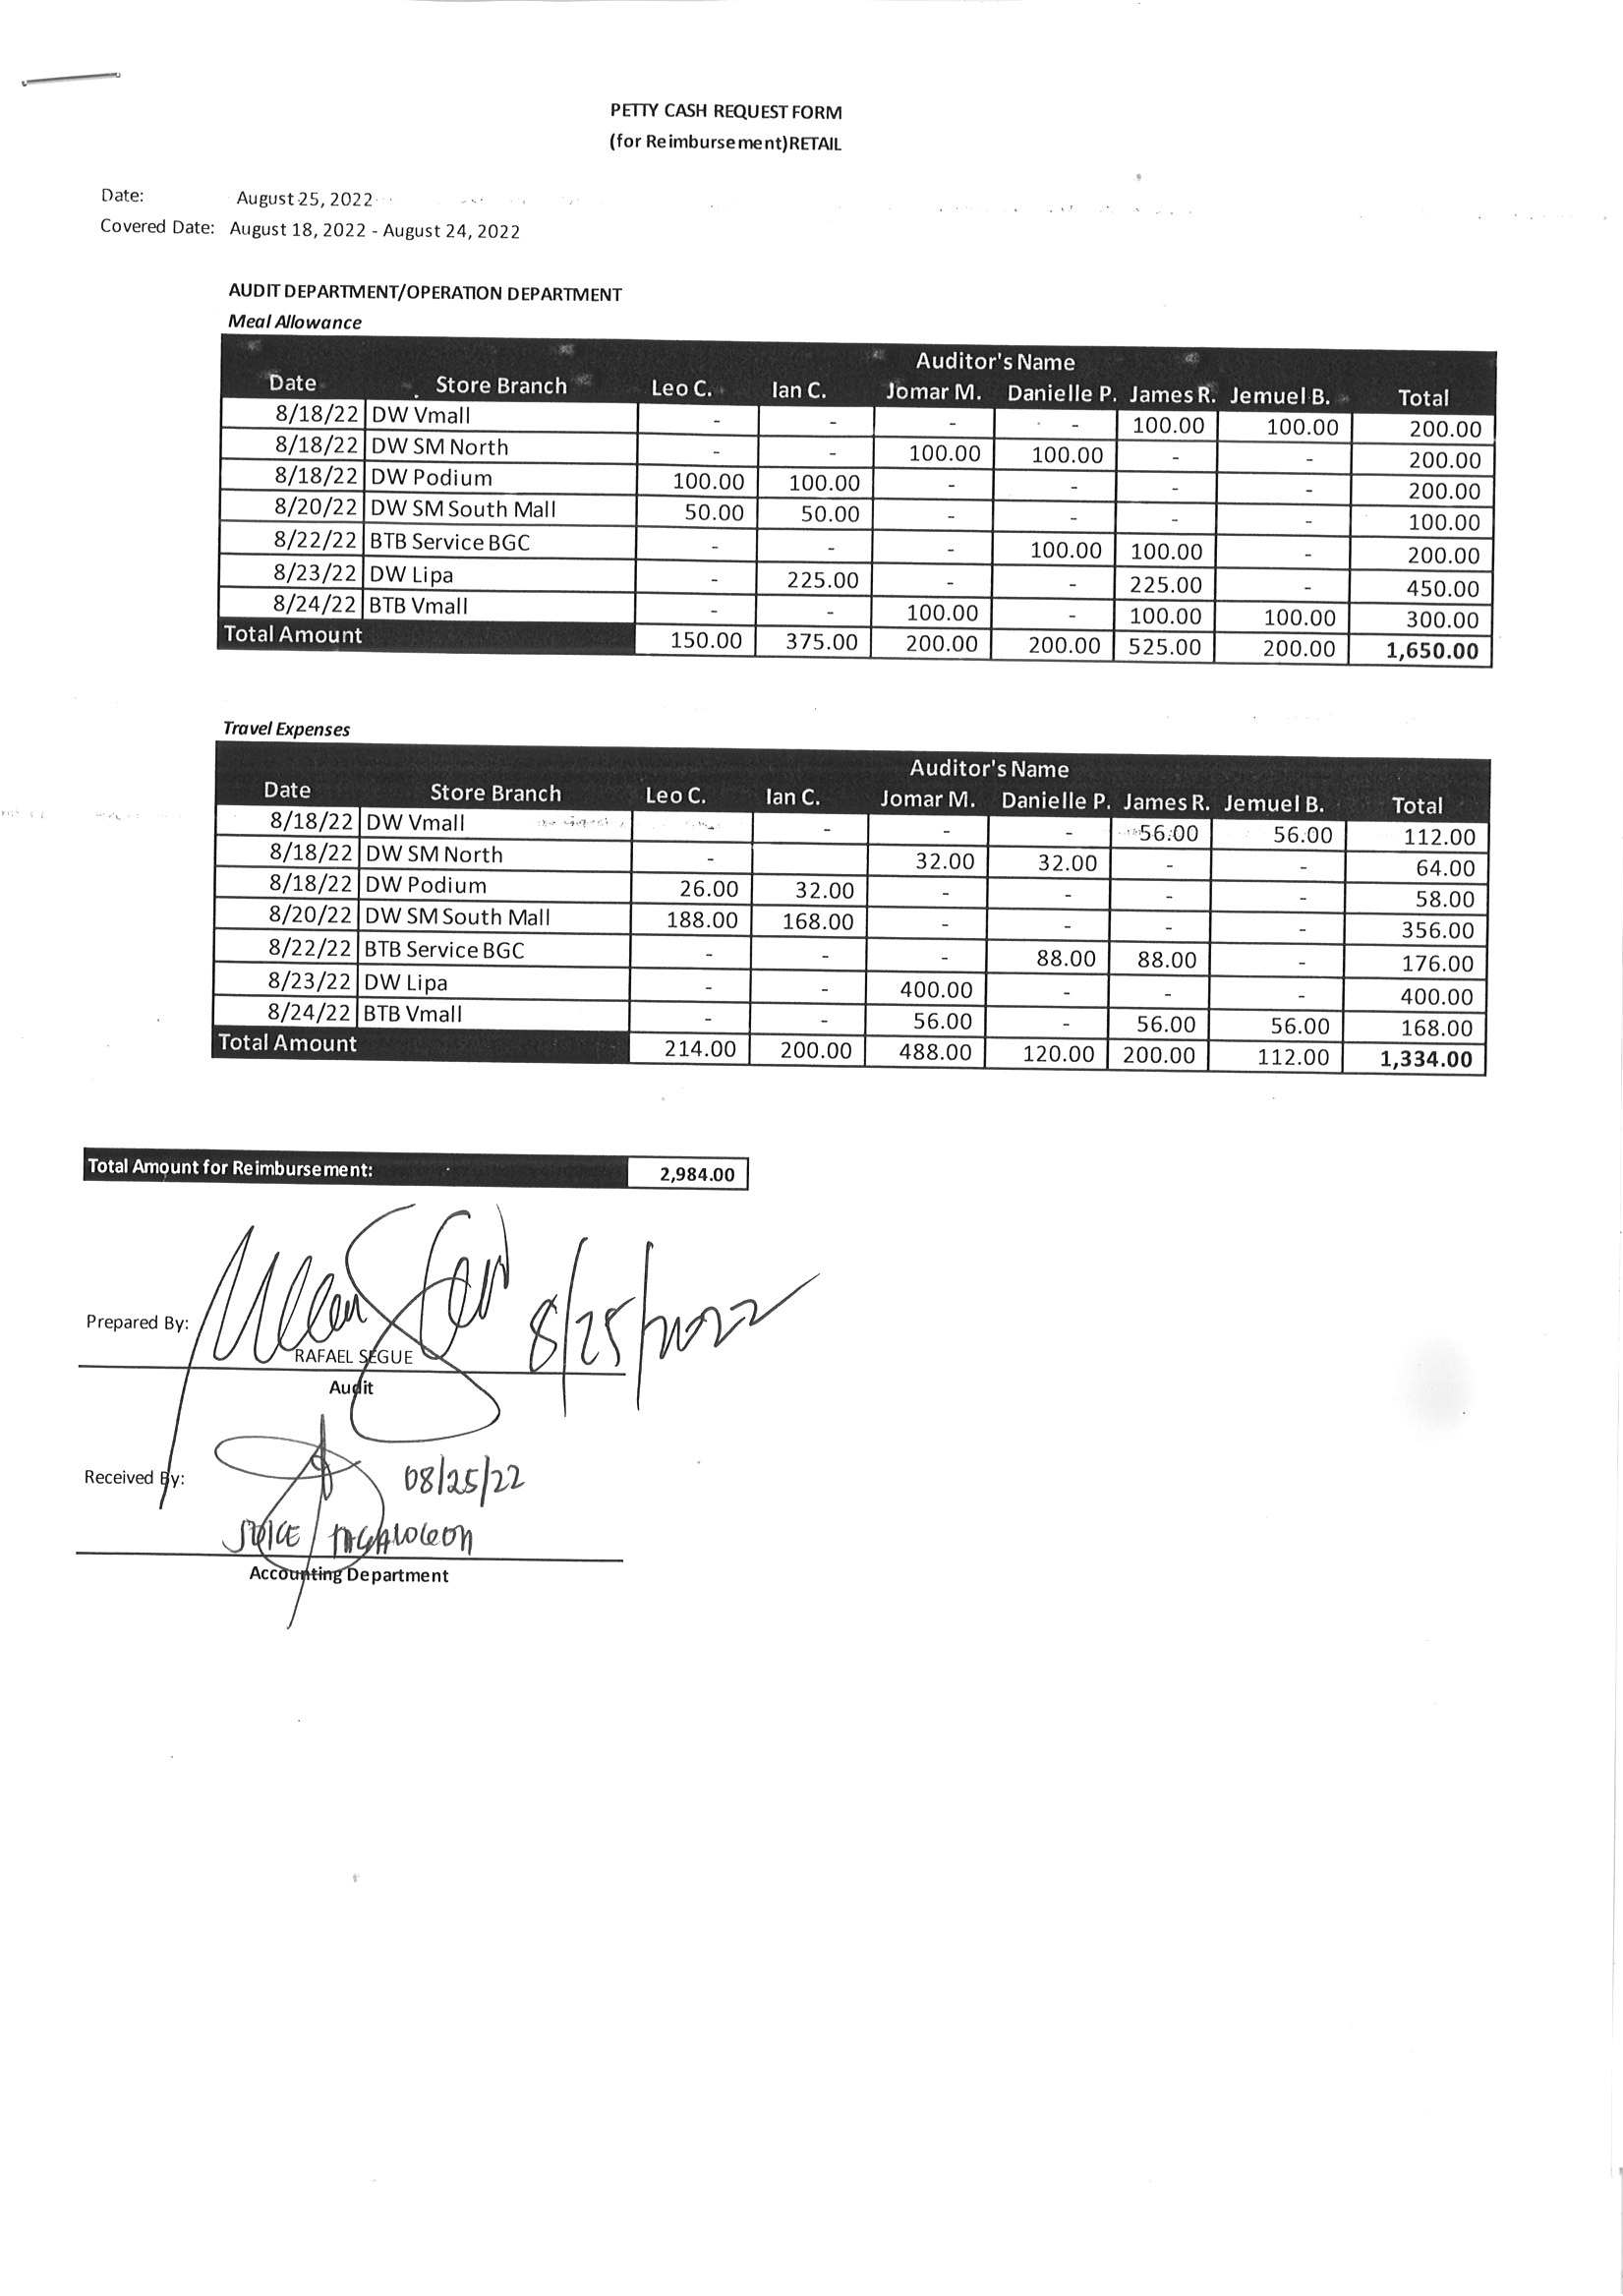 PETTY CASH REQUEST FORM
(for Reimbursement)RETAIL
Date: August 25, 2022
Covered Date: August 18, 2022 - August 24, 2022
AUDIT DEPARTMENT/OPERATION DEPARTMENT
Meal Allowance
Auditor's Name
Date Store Branch Leo C. Ian C. Jomar M. Danielle P. James R. Jemuel B. Total
8/18/22 DW Vmall - - - - 100.00 100.00 200.00
8/18/22 DW SM North - - 100.00 100.00 - - 200.00
8/18/22 DW Podium 100.00 100.00 - - - - 200.00
8/20/22 DW SM South Mall 50.00 50.00 - - - - 100.00
8/22/22 BTB Service BGC - - - 100.00 100.00 - 200.00
8/23/22 DW Lipa - 225.00 - - 225.00 - 450.00
8/24/22 BTB Vmall - - 100.00 - 100.00 100.00 300.00
Total Amount 150.00 375.00 200.00 200.00 525.00 200.00 1,650.00
Travel Expenses
Auditor's Name
Date Store Branch Leo C. Ian C. Jomar M. Danielle P. James R. Jemuel B. Total
8/18/22 DW Vmall - - - 56.00 56.00 112.00
8/18/22 DW SM North - 32.00 32.00 - - 64.00
8/18/22 DW Podium 26.00 32.00 - - - - 58.00
8/20/22 DW SM South Mall 188.00 168.00 - - - - 356.00
8/22/22 BTB Service BGC - - - 88.00 88.00 - 176.00
8/23/22 DW Lipa - - 400.00 - - - 400.00
8/24/22 BTB Vmall - - 56.00 - 56.00 56.00 168.00
Total Amount 214.00 200.00 488.00 120.00 200.00 112.00 1,334.00
Total Amount for Reimbursement: 2,984.00
Prepared By: 8/25/2022
RAFAEL SEGUE
Audit
Received By: 08/25/22
Accounting Department